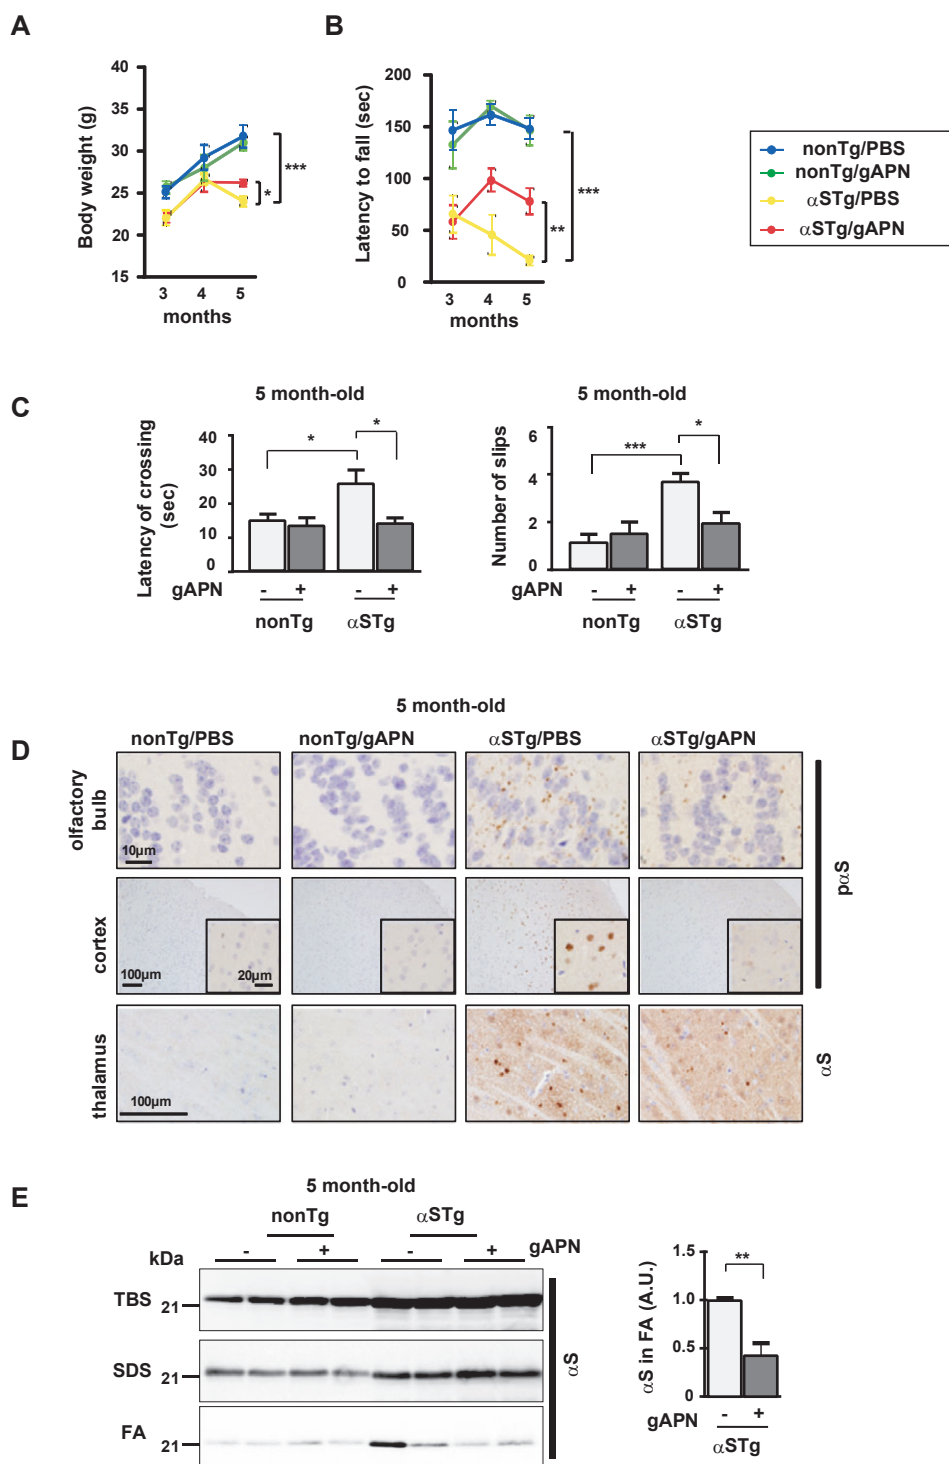 A
B
Body weight (g)
40
35
30
25
20
15
***
*
3 4 5
months
Latency to fall (sec)
200
150
100
50
0
***
**
3 4 5
months
nonTg/PBS
nonTg/gAPN
αSTg/PBS
αSTg/gAPN
C
5 month-old
Latency of crossing
(sec)
40
30
20
10
0
*
*
gAPN - + - +
nonTg αSTg
5 month-old
Number of slips
6
4
2
0
***
*
gAPN - + - +
nonTg αSTg
5 month-old
D
nonTg/PBS nonTg/gAPN αSTg/PBS αSTg/gAPN
olfactory
bulb
10μm
cortex
100μm 20μm
pαS
thalamus
100μm
αS
E
5 month-old
nonTg αSTg
- + - + gAPN
kDa
TBS 21
SDS 21
FA 21
αS
αS in FA (A.U.)
1.5
1.0
0.5
0
**
gAPN - +
αSTg